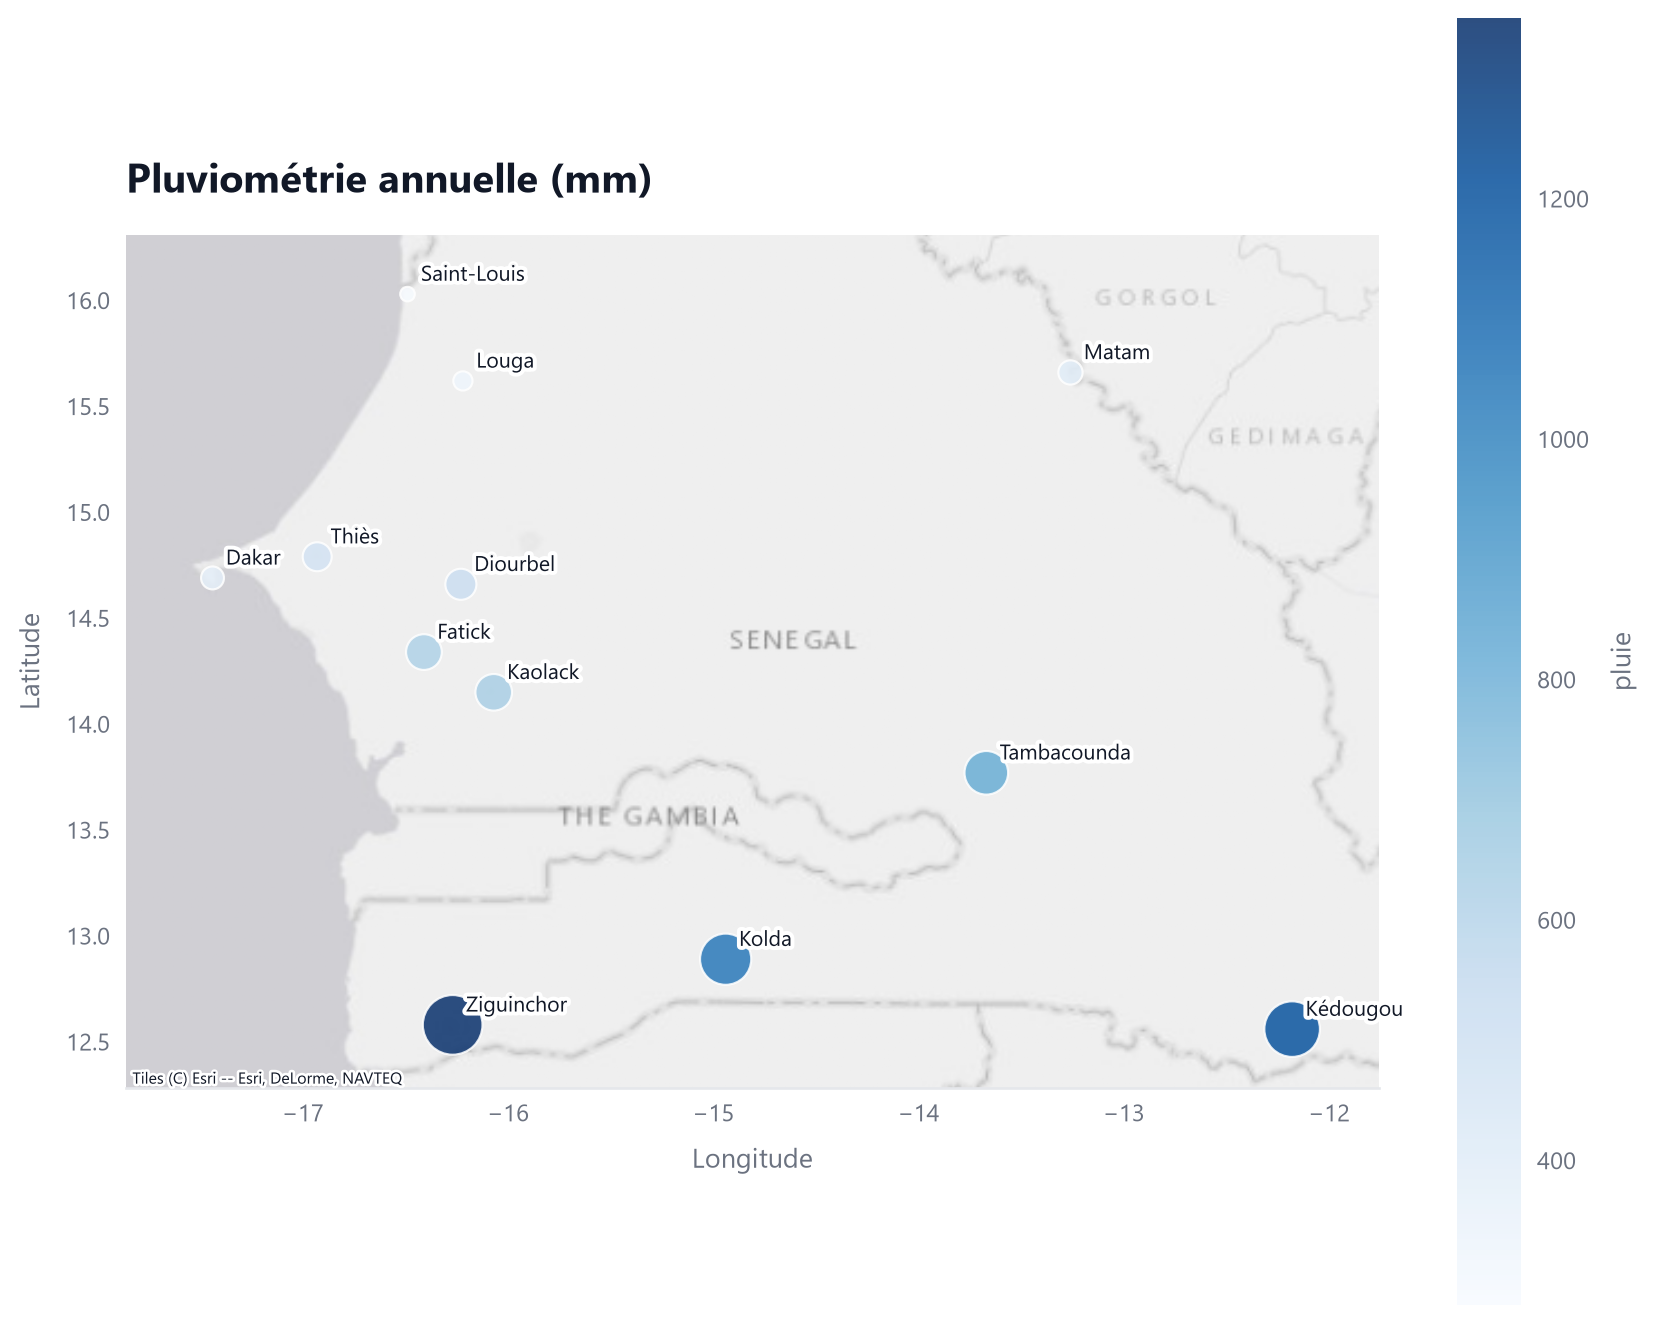 Pluviométrie annuelle (mm)
Saint-Louis
Louga
Matam
GORGOL
GEDIMAGA
Thiès
Dakar
Diourbel
Fatick
Kaolack
SENEGAL
Tambacounda
THE GAMBIA
Kolda
Ziguinchor
Kédougou
Tiles (C) Esri -- Esri, DeLorme, NAVTEQ
16.0
15.5
15.0
14.5
14.0
13.5
13.0
12.5
Latitude
−17
−16
−15
−14
−13
−12
Longitude
1200
1000
800
600
400
pluie